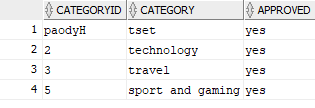 CATEGORYID CATEGORY APPROVED
1 paodyH tset yes
2 2 technology yes
3 3 travel yes
4 5 sport and gaming yes